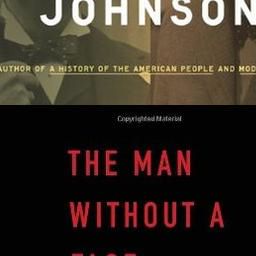 JOHNSON
AUTHOR OF A HISTORY OF THE AMERICAN PEOPLE AND MOD
Copyrighted Material
THE MAN
WITHOUT A